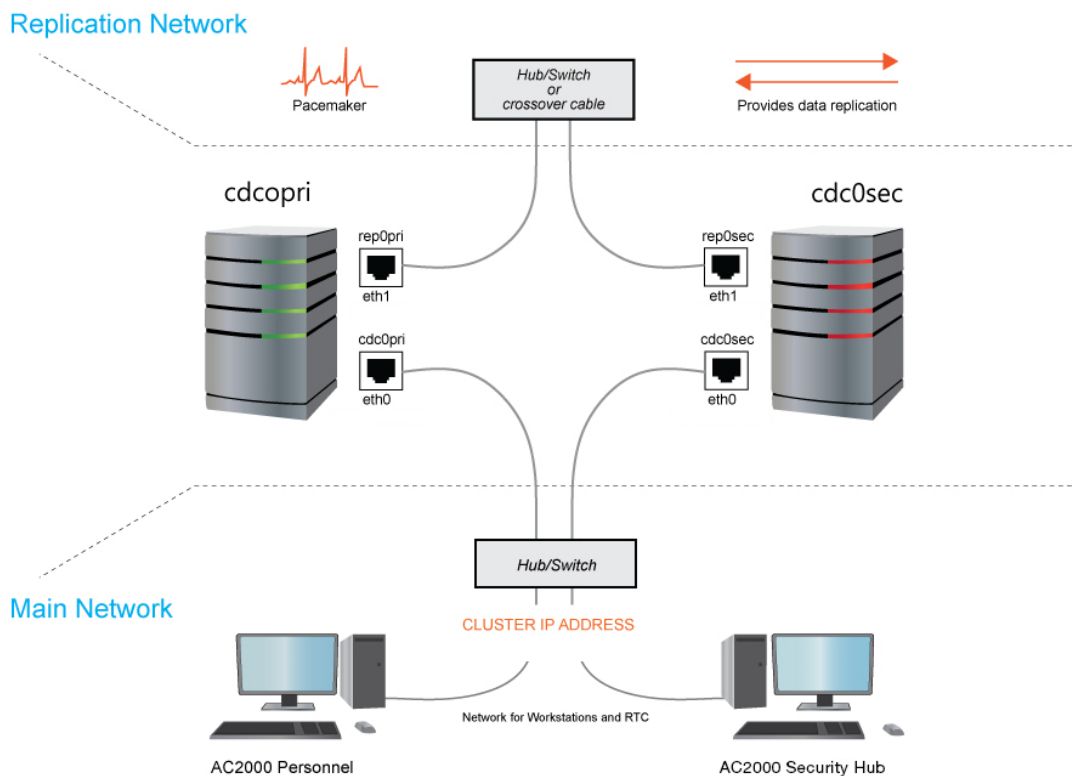 Replication Network
Pacemaker
Hub/Switch
or
crossover cable
Provides data replication
cdcopri
cdc0sec
rep0pri
eth1
rep0sec
eth1
cdc0pri
eth0
cdc0sec
eth0
Hub/Switch
Main Network
CLUSTER IP ADDRESS
Network for Workstations and RTC
AC2000 Personnel
AC2000 Security Hub